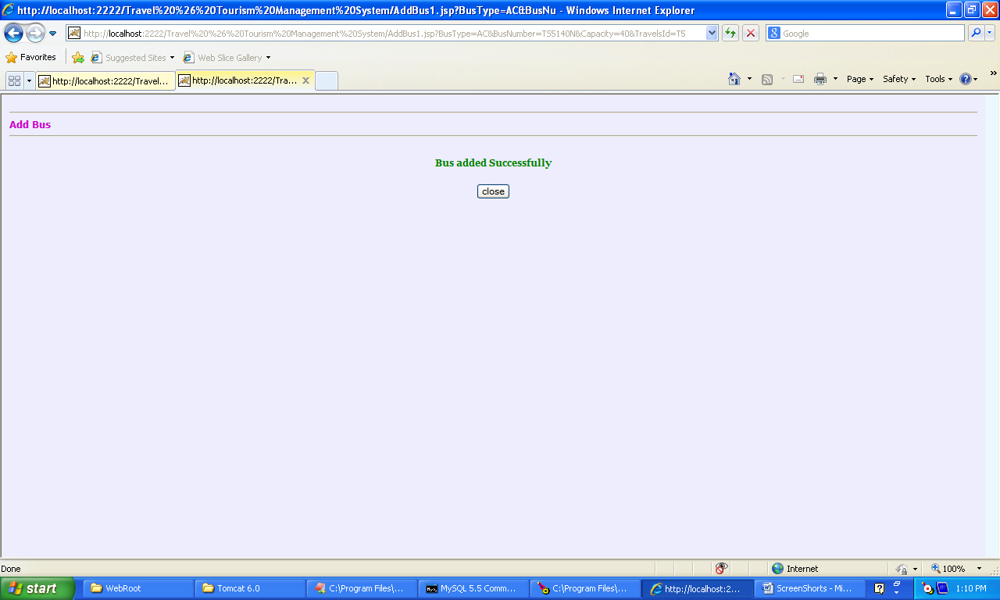 http://localhost:2222/Travel%20%26%20Tourism%20Management%20System/AddBus1.jsp?BusType=AC&BusNu - Windows Internet Explorer
http://localhost:2222/Travel%20%26%20Tourism%20Management%20System/AddBus1.jsp?BusType=AC&BusNumber=TS5140N&Capacity=40&TravelsId=T5
Google
Favorites Suggested Sites Web Slice Gallery
http://localhost:2222/Travel... http://localhost:2222/Tra... Page Safety Tools
Add Bus
Bus added Successfully
close
Done Internet 100%
start WebRoot Tomcat 6.0 C:\Program Files\... MySQL 5.5 Comm... C:\Program Files\... http://localhost:2... ScreenShorts - Mi... 1:10 PM